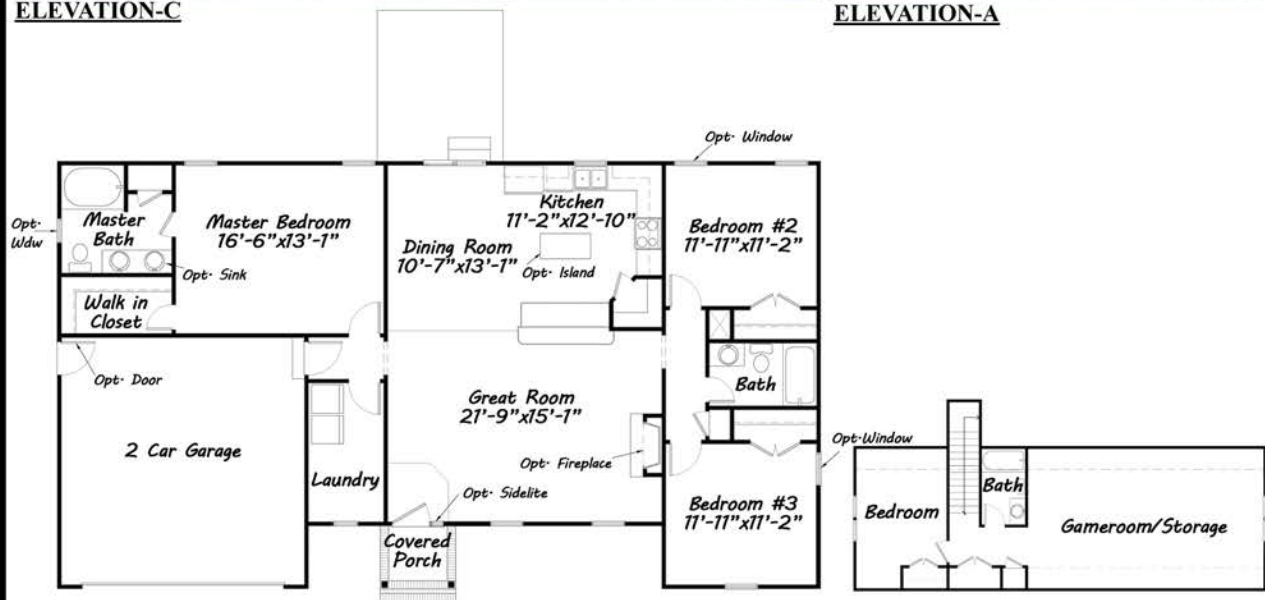 ELEVATION-C
ELEVATION-A
Opt. Window
Opt.
Wdw
Master
Bath
Master Bedroom
16'-6"x13'-1"
Opt. Sink
Walk in
Closet
Kitchen
11'-2"x12'-10"
Dining Room
10'-7"x13'-1"
Opt. Island
Bedroom #2
11'-11"x11'-2"
Opt. Door
2 Car Garage
Laundry
Great Room
21'-9"x15'-1"
Opt. Fireplace
Opt. Sidelite
Covered
Porch
Bath
Opt.Window
Bedroom #3
11'-11"x11'-2"
Bedroom
Bath
Gameroom/Storage